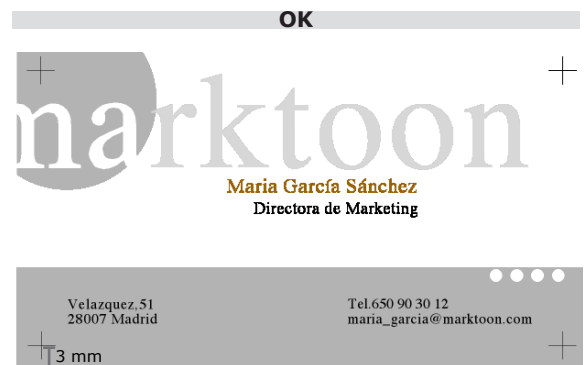 OK
marktoon
Maria García Sánchez
Directora de Marketing
Velazquez,51
28007 Madrid
Tel.650 90 30 12
maria_garcia@marktoon.com
3 mm